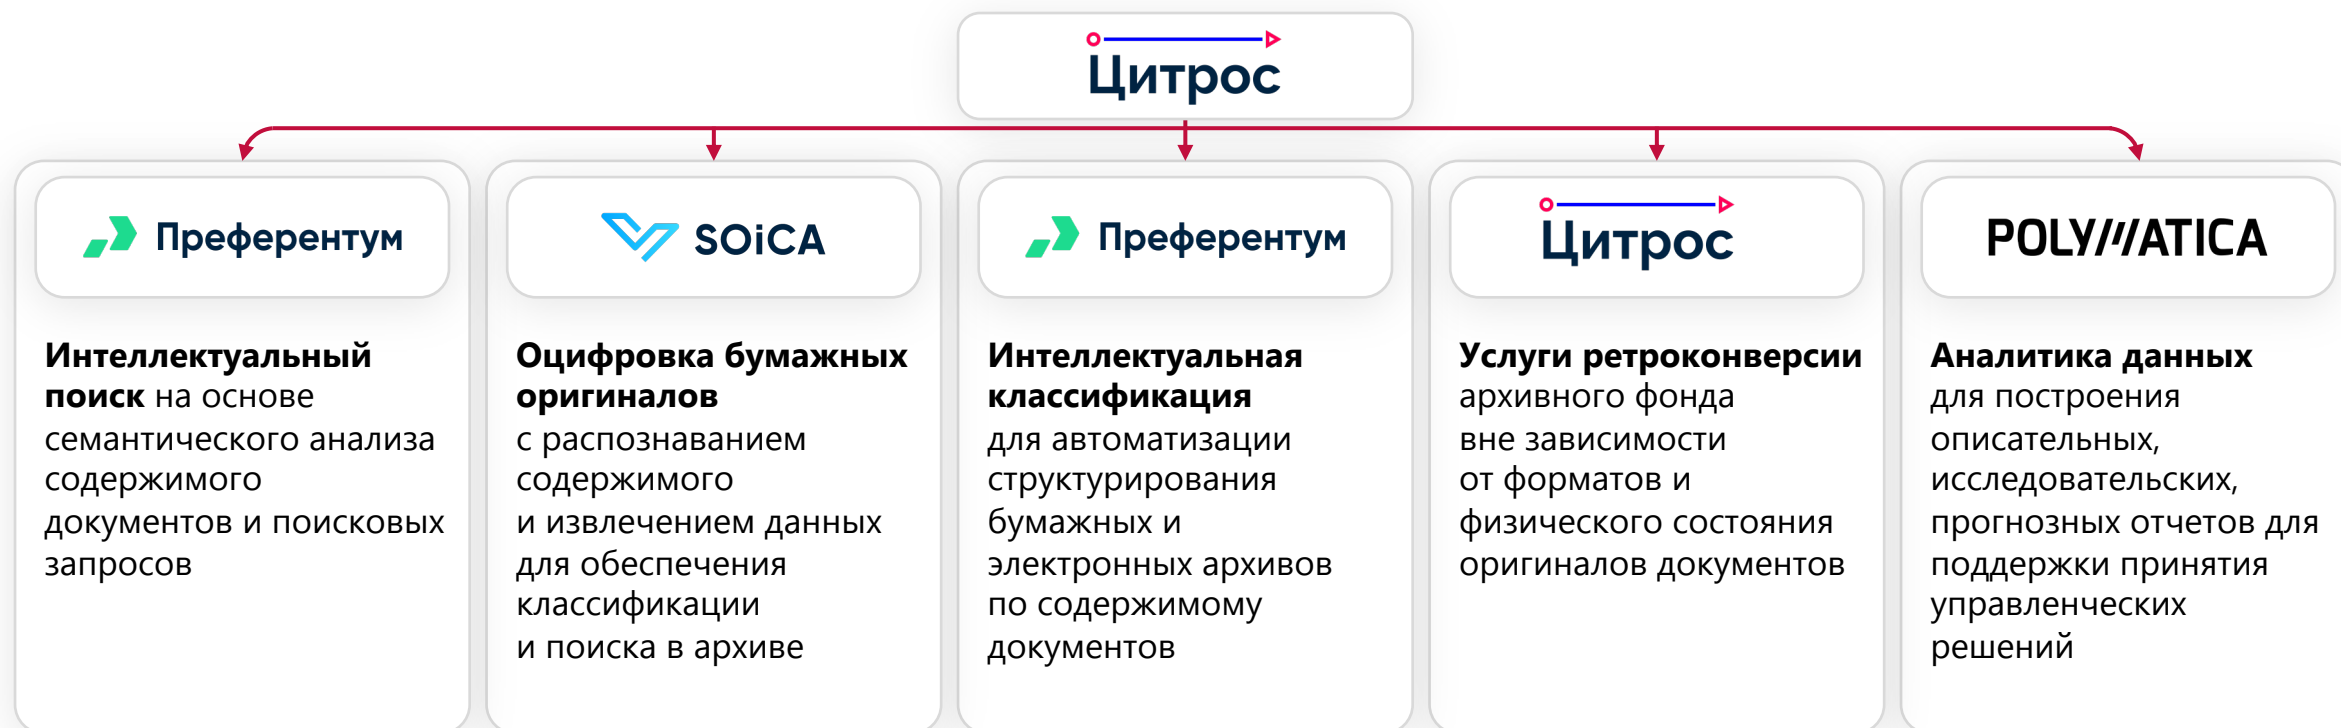 Цитрос
Преферентум
Интеллектуальный
поиск на основе
семантического анализа
содержимого
документов и поисковых
запросов
SOiCA
Оцифровка бумажных
оригиналов
с распознаванием
содержимого
и извлечением данных
для обеспечения
классификации
и поиска в архиве
Преферентум
Интеллектуальная
классификация
для автоматизации
структурирования
бумажных и
электронных архивов
по содержимому
документов
Цитрос
Услуги ретроконверсии
архивного фонда
вне зависимости
от форматов и
физического состояния
оригиналов документов
POLYMATICA
Аналитика данных
для построения
описательных,
исследовательских,
прогнозных отчетов для
поддержки принятия
управленческих
решений